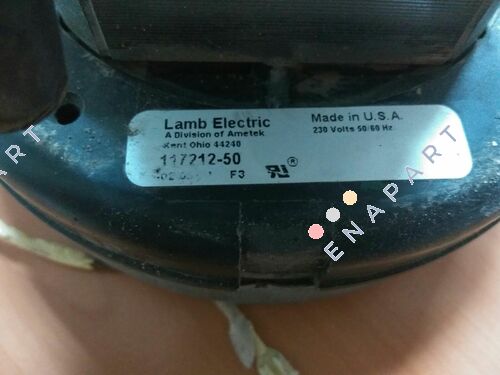 Lamb Electric
A Division of Ametek
Kent Ohio 44240
117212-50
F3
Made in U.S.A.
230 Volts 50/60 Hz
ENAPART
PART